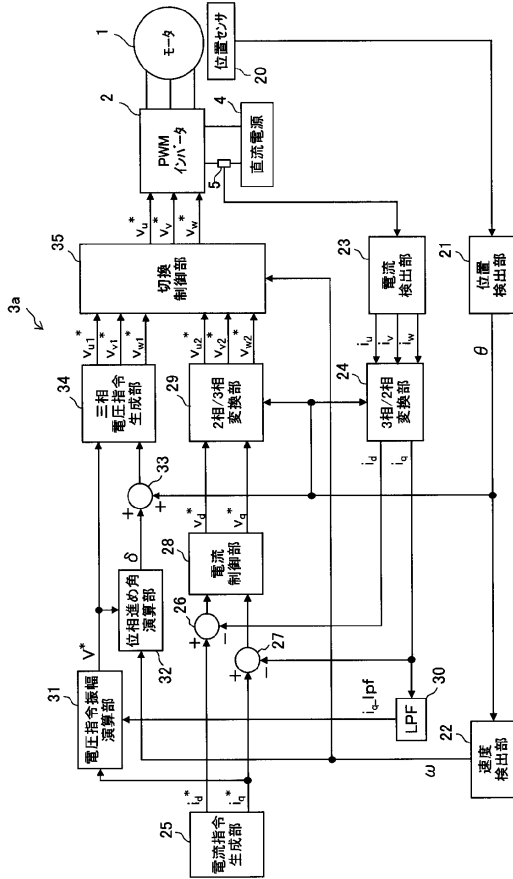 3a
25
電流指令
生成部
i_d*
i_q*
31
電圧指令振幅
演算部
V*
32
位相進め角
演算部
δ
33
+
+
34
三相
電圧指令
生成部
v_u1*
v_v1*
v_w1*
35
切換
制御部
v_u*
v_v*
v_w*
2
PWM
インバータ
1
モータ
26
+
−
27
+
−
28
電流
制御部
v_d*
v_q*
29
2相/3相
変換部
v_u2*
v_v2*
v_w2*
5
4
直流電源
20
位置センサ
30
LPF
i_q_lpf
i_d
i_q
24
3相/2相
変換部
i_u
i_v
i_w
23
電流
検出部
22
速度
検出部
ω
θ
21
位置
検出部